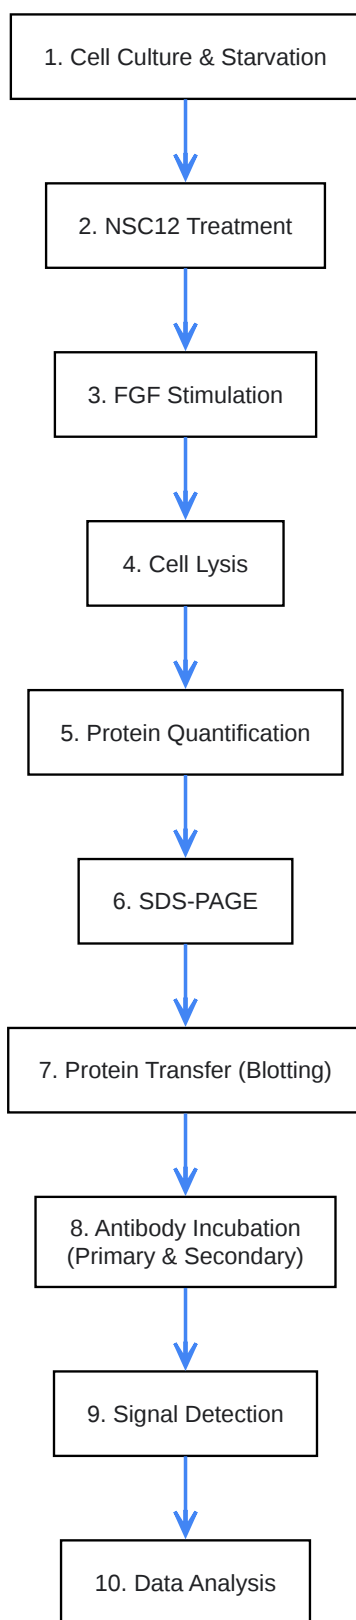 1. Cell Culture & Starvation
2. NSC12 Treatment
3. FGF Stimulation
4. Cell Lysis
5. Protein Quantification
6. SDS-PAGE
7. Protein Transfer (Blotting)
8. Antibody Incubation
(Primary & Secondary)
9. Signal Detection
10. Data Analysis